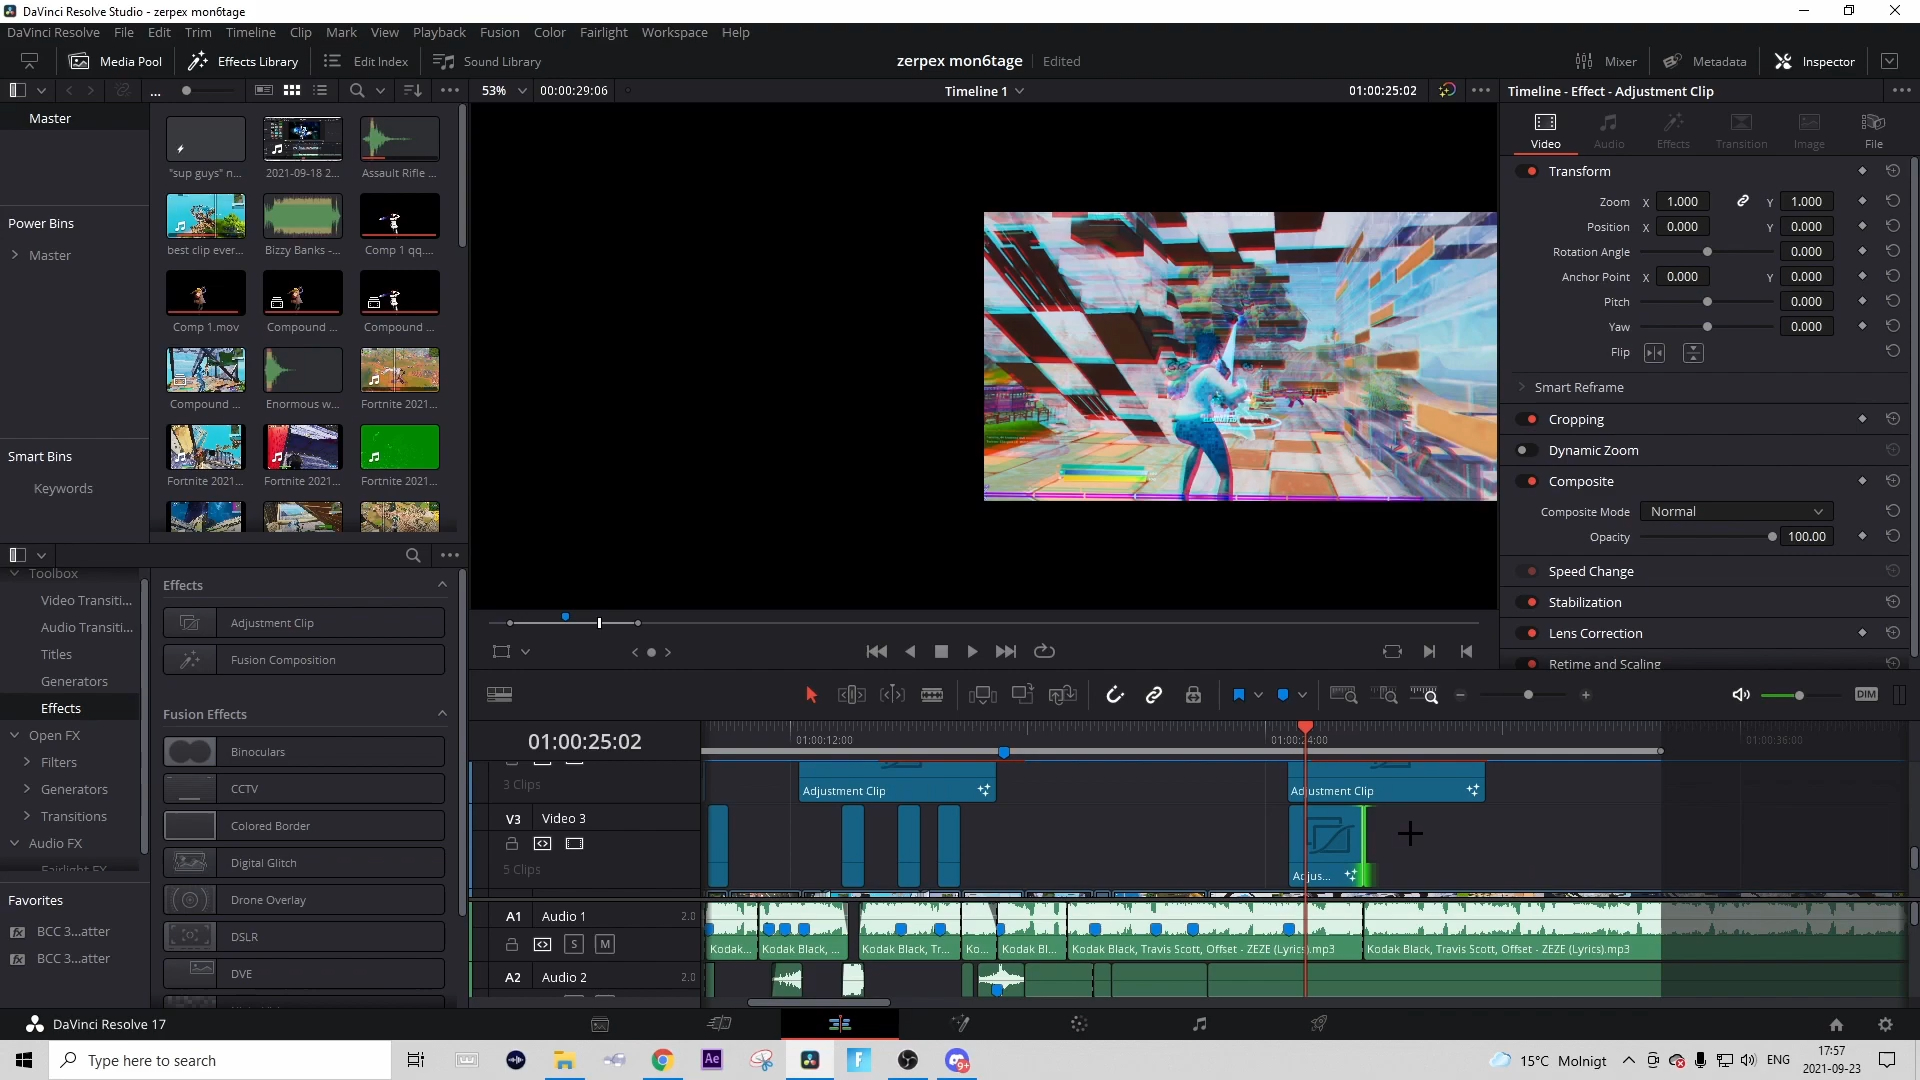 DaVinci Resolve Studio - zerpex mon6tage
DaVinci Resolve File Edit Trim Timeline Clip Mark View Playback Fusion Color Fairlight Workspace Help
Media Pool Effects Library Edit Index Sound Library zerpex mon6tage Edited Mixer Metadata Inspector
... 53% 00:00:29:06 Timeline 1 01:00:25:02 Timeline - Effect - Adjustment Clip
Master
"sup guys" n... 2021-09-18 2... Assault Rifle ...
Power Bins
Master
best clip ever... Bizzy Banks -... Comp 1 qq....
Comp 1.mov Compound ... Compound ...
Compound ... Enormous w... Fortnite 2021...
Smart Bins
Keywords
Fortnite 2021... Fortnite 2021... Fortnite 2021...
Video Audio Effects Transition Image File
Transform
Zoom X 1.000 Y 1.000
Position X 0.000 Y 0.000
Rotation Angle 0.000
Anchor Point X 0.000 Y 0.000
Pitch 0.000
Yaw 0.000
Flip
Smart Reframe
Cropping
Dynamic Zoom
Composite
Composite Mode Normal
Opacity 100.00
Speed Change
Stabilization
Lens Correction
Retime and Scaling
Toolbox
Video Transiti...
Audio Transiti...
Titles
Generators
Effects
Open FX
Filters
Generators
Transitions
Audio FX
Fairlight FX
Favorites
BCC 3...atter
BCC 3...atter
Effects
Adjustment Clip
Fusion Composition
Fusion Effects
Binoculars
CCTV
Colored Border
Digital Glitch
Drone Overlay
DSLR
DVE
DIM
01:00:25:02
01:00:12:00 01:00:24:00 01:00:36:00
3 Clips
Adjustment Clip Adjustment Clip
V3 Video 3
5 Clips
Adjus...
A1 Audio 1 2.0
S M
Kodak... Kodak Black, ... Kodak Black, Tr... Ko... Kodak Bl... Kodak Black, Travis Scott, Offset - ZEZE (Lyrics).mp3 Kodak Black, Travis Scott, Offset - ZEZE (Lyrics).mp3
A2 Audio 2 2.0
DaVinci Resolve 17
Type here to search
Ae
9+
15°C Molnigt
ENG
17:57
2021-09-23